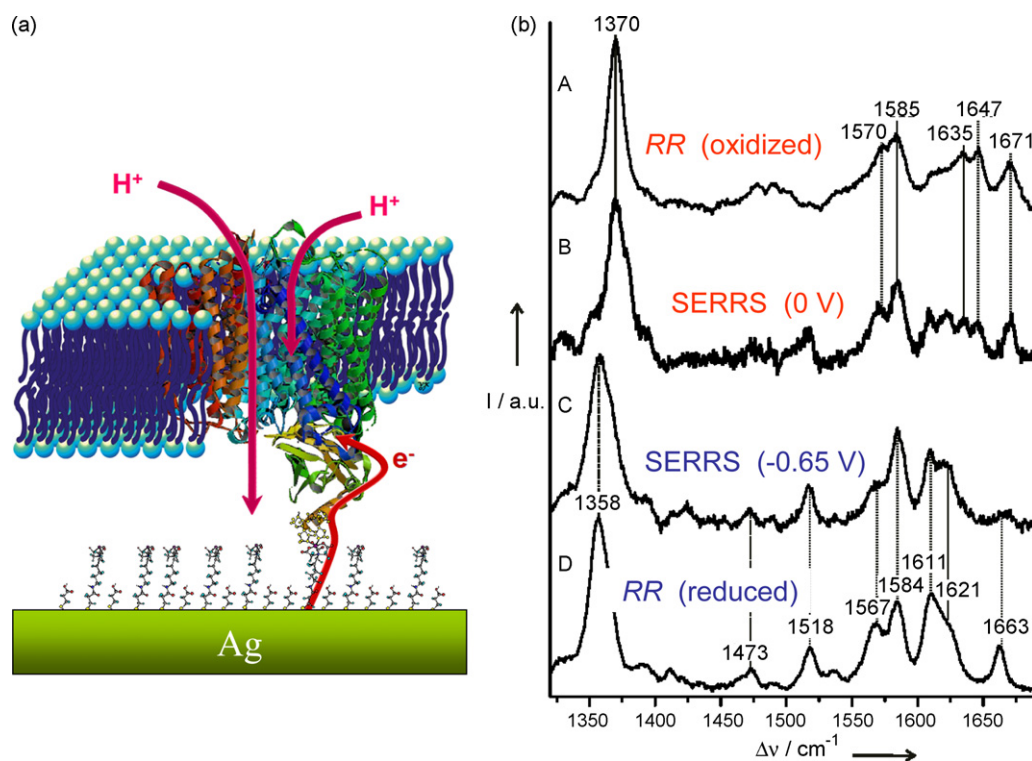 (a)
H⁺
H⁺
e⁻
Ag
(b)
1370
A
1585
1647
1570
1635
1671
RR (oxidized)
B
SERRS (0 V)
I / a.u.
C
SERRS (-0.65 V)
1358
D
1611
RR (reduced)
1584
1621
1567
1663
1518
1473
1350 1400 1450 1500 1550 1600 1650
Δν / cm⁻¹